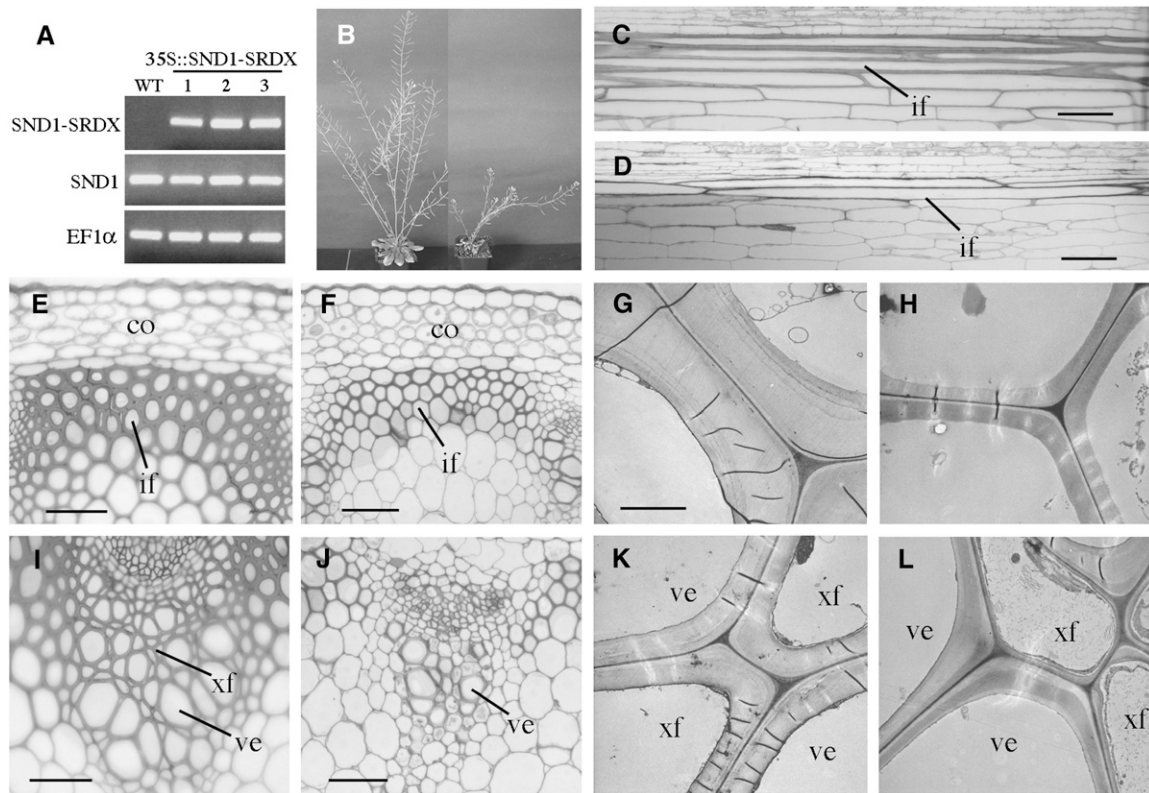 A
35S::SND1-SRDX
WT 1 2 3
SND1-SRDX
SND1
EF1α
B
C
if
D
if
E
co
if
F
co
if
G
H
I
xf
ve
J
ve
K
ve
xf
xf
ve
L
ve
xf
xf
ve